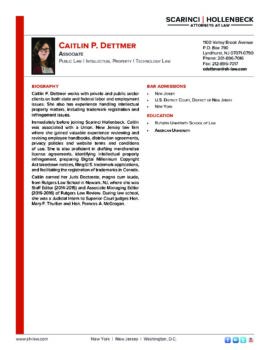 SCARINCI | HOLLENBECK
ATTORNEYS AT LAW
CAITLIN P. DETTMER
ASSOCIATE
PUBLIC LAW | INTELLECTUAL PROPERTY | TECHNOLOGY LAW
1100 Valley Brook Avenue
P.O. Box 790
Lyndhurst, NJ 07071-0790
Phone: 201-896-7016
cdettmer@sh-law.com
BIOGRAPHY
Caitlin P. Dettmer works with private and public sector
clients on both state and federal labor and employment
issues. She also has experience handling intellectual
property matters, including trademark registration and
infringement issues.
Immediately before joining Scarinci Hollenbeck, Caitlin
was associated with a Union, New Jersey law firm
where she gained valuable experience reviewing and
revising employee handbooks, distribution agreements,
privacy policies and website terms and conditions
of use. She is also proficient in drafting merchandise
license agreements, identifying intellectual property
infringement, preparing Digital Millennium Copyright
Act takedown notices, filing U.S. trademark applications,
and facilitating the registration of trademarks in Canada.
Caitlin earned her Juris Doctorate, magna cum laude,
from Rutgers Law School in Newark, NJ, where she was
Staff Editor (2014-2015) and Associate Managing Editor
(2015-2016) of Rutgers Law Review. During law school,
she was a Judicial Intern to Superior Court judges Hon.
Mary F. Thurber and Hon. Frances A. McGrogan.
BAR ADMISSIONS
• NEW JERSEY
• U.S. DISTRICT COURT, DISTRICT OF NEW JERSEY
• NEW YORK
EDUCATION
• RUTGERS UNIVERSITY SCHOOL OF LAW
• AMERICAN UNIVERSITY
www.sh-law.com
New York | New Jersey | Washington, D.C.